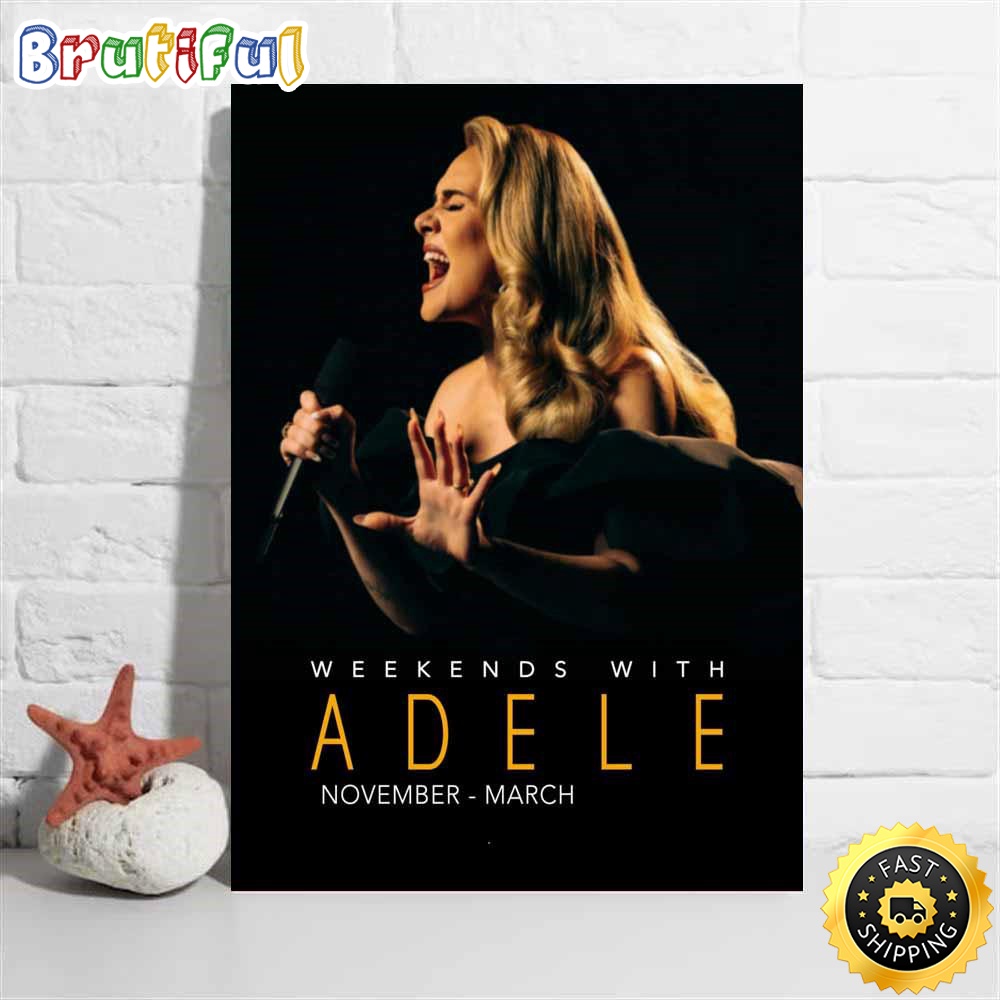 Brutiful
WEEKENDS WITH
ADELE
NOVEMBER - MARCH
FAST
SHIPPING